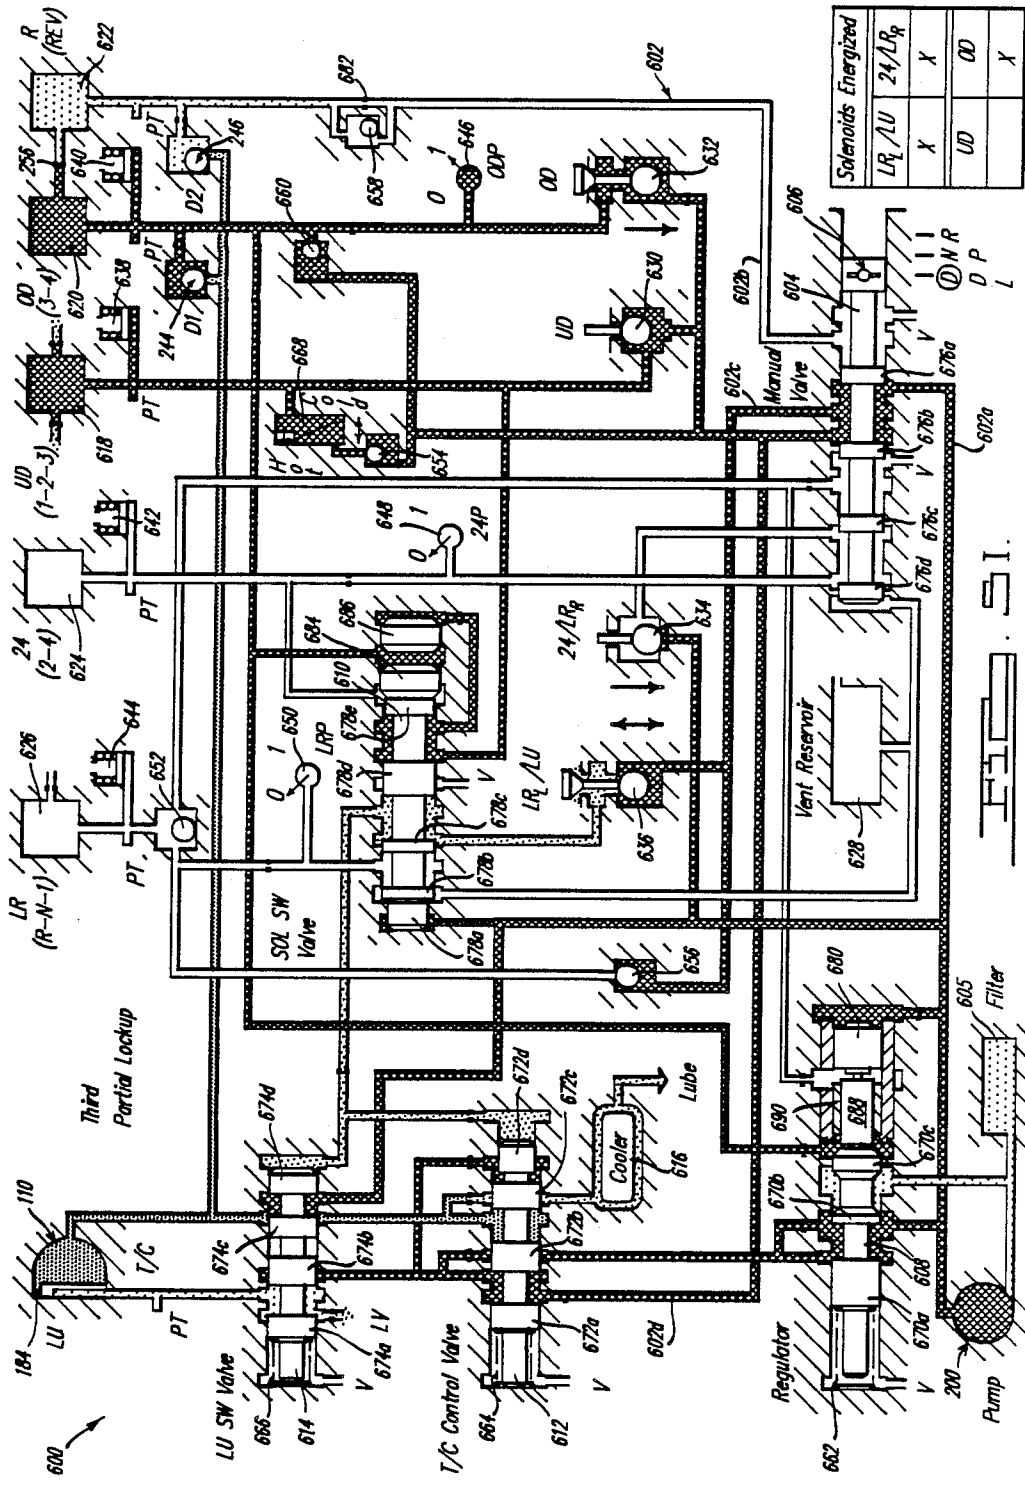 600
184
LU
110
T/C
PT
Third
Partial Lockup
LR
(R-N-1)
626
644
PT
652
24
(2-4)
624
642
PT
UD
(1-2-3)
618
638
PT
OD
(3-4)
620
256
640
PT
R
(REV)
622
PT
D2
246
244
D1
660
682
658
602
O
1
646
ODP
OD
632
UD
630
668
Hot
Cold
654
648
O
1
24P
O
1
650
SOL SW
Valve
LRP
610
684
686
678e
678d
V
678c
678b
678a
LR_L/LU
636
24/LR_R
634
656
LU SW Valve
666
614
674a
LV
V
674b
674c
674d
T/C Control Valve
664
612
V
672a
672b
672c
672d
Cooler
616
Lube
602d
Regulator
662
V
670a
608
670b
670c
688
690
680
200
Pump
605
Filter
Vent Reservoir
628
602b
602c
Manual
Valve
604
606
V
676a
676b
V
676c
676d
602a
D N R
D P
L
Solenoids Energized
LR_L/LU 24/LR_R
X X
UD OD
X
FIG. 51.